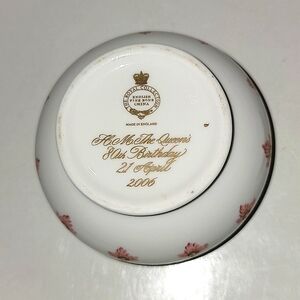 THE ROYAL COLLECTION
ENGLISH
FINE BONE
CHINA
MADE IN ENGLAND
H.M. The Queen's
80th Birthday
21 April
2006